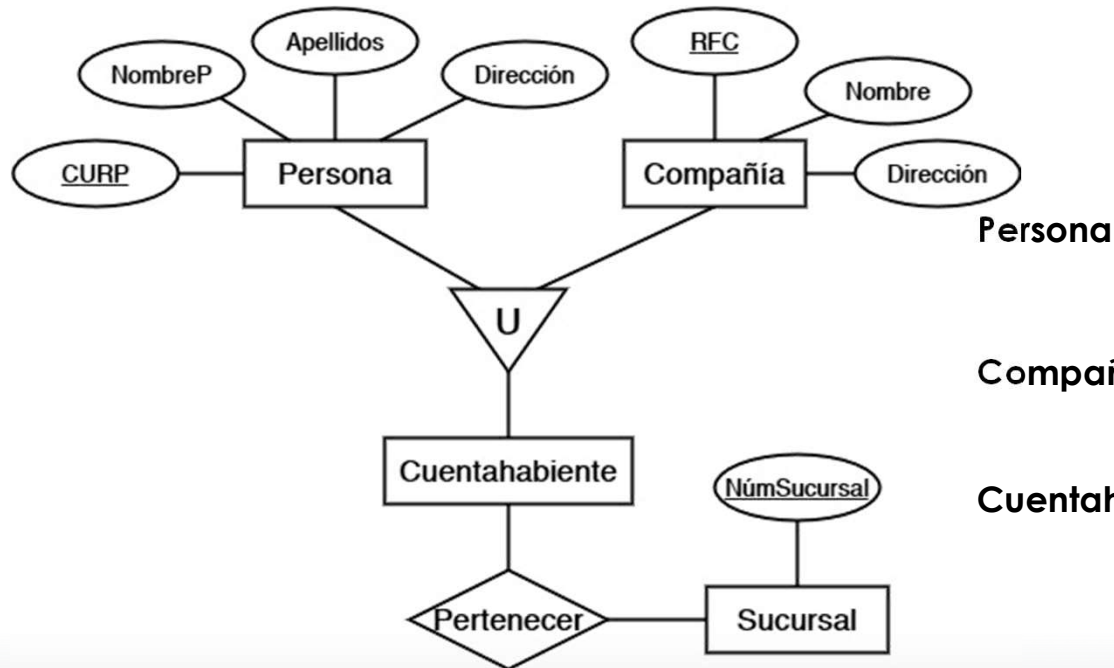 Apellidos
RFC
NombreP
Dirección
Nombre
CURP
Persona
Compañía
Dirección
Persona
U
Cuentahabiente
NúmSucursal
Pertenecer
Sucursal